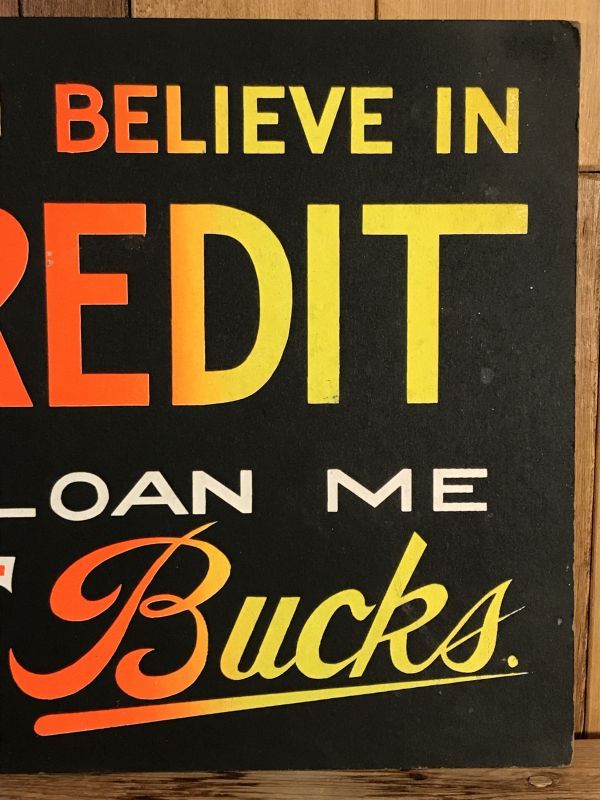 BELIEVE IN
REDIT
LOAN ME
Bucks.